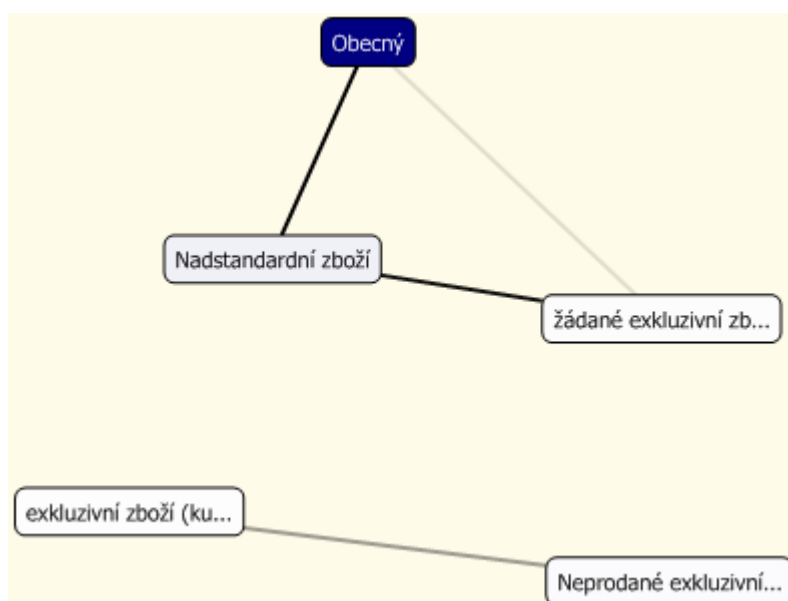 Obecný
Nadstandardní zboží
žádané exkluzivní zb...
exkluzivní zboží (ku...
Neprodané exkluzivní...